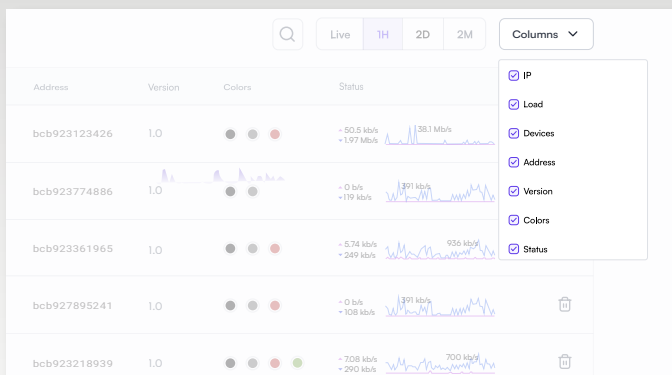 Live 1H 2D 2M Columns
IP
Load
Devices
Address
Version
Colors
Status
Address Version Colors Status
bcb923123426 1.0 50.5 kb/s 1.97 Mb/s 38.1 Mb/s
bcb923774886 1.0 0 b/s 119 kb/s 391 kb/s
bcb923361965 1.0 5.74 kb/s 249 kb/s 936 kb/s
bcb927895241 1.0 0 b/s 108 kb/s 391 kb/s
bcb923218939 1.0 7.08 kb/s 290 kb/s 700 kb/s